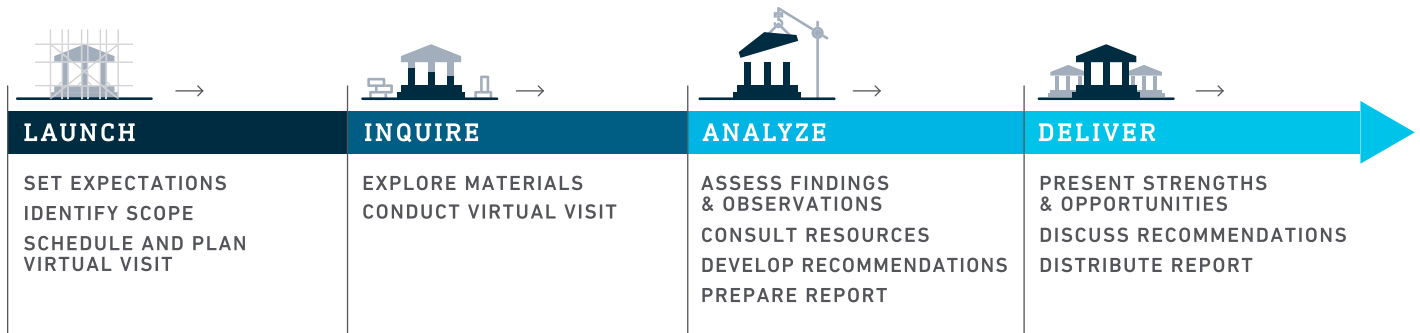 LAUNCH
SET EXPECTATIONS
IDENTIFY SCOPE
SCHEDULE AND PLAN
VIRTUAL VISIT
INQUIRE
EXPLORE MATERIALS
CONDUCT VIRTUAL VISIT
ANALYZE
ASSESS FINDINGS
& OBSERVATIONS
CONSULT RESOURCES
DEVELOP RECOMMENDATIONS
PREPARE REPORT
DELIVER
PRESENT STRENGTHS
& OPPORTUNITIES
DISCUSS RECOMMENDATIONS
DISTRIBUTE REPORT